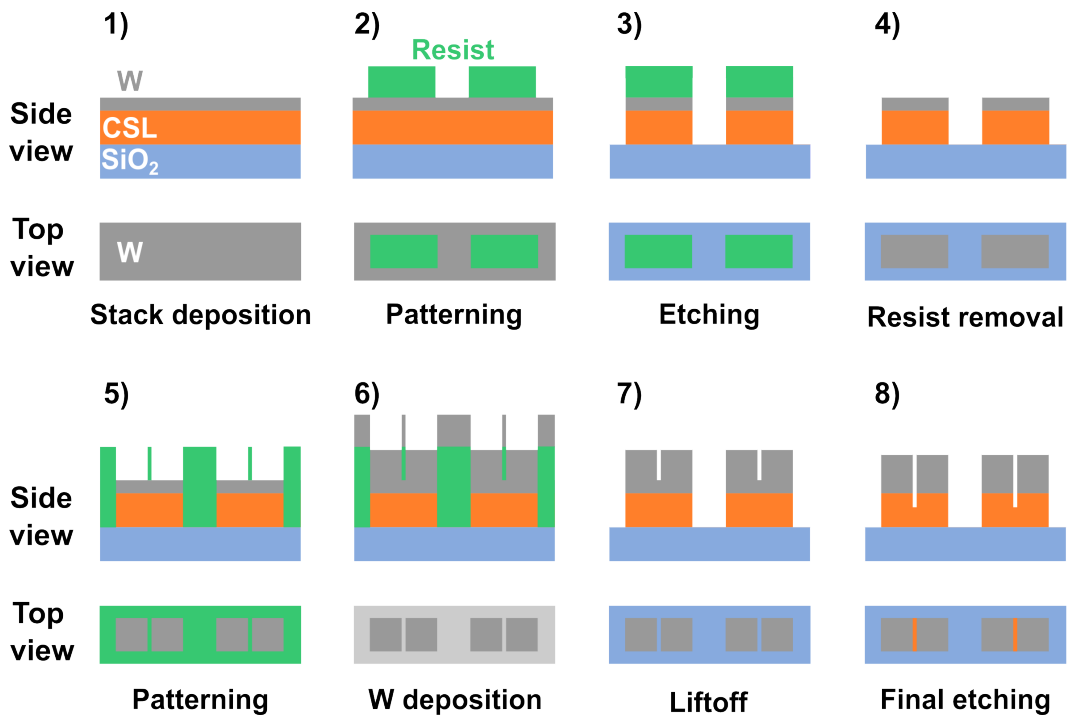 1) 2) 3) 4)
Resist
W
Side
view
CSL
SiO₂
Top
view
W
Stack deposition Patterning Etching Resist removal
5) 6) 7) 8)
Side
view
Top
view
Patterning W deposition Liftoff Final etching